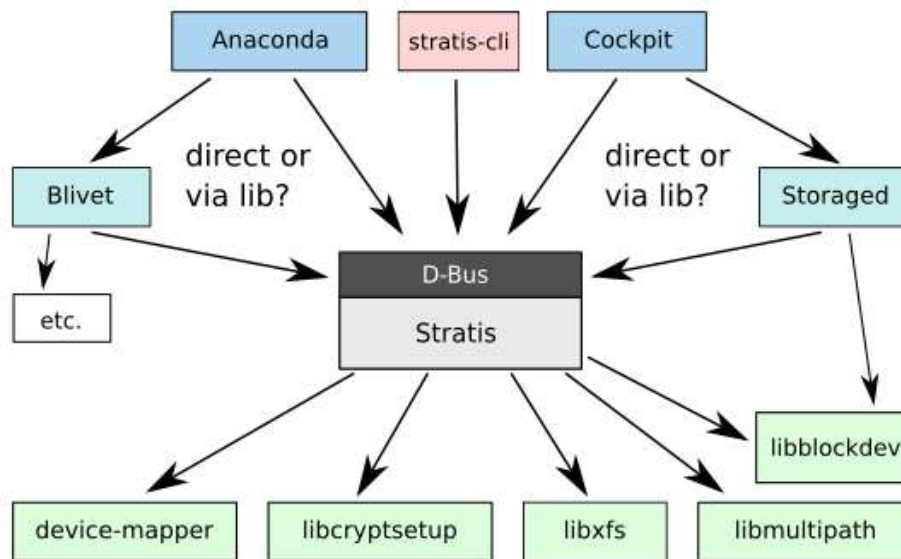 Anaconda
stratis-cli
Cockpit
direct or
via lib?
direct or
via lib?
Blivet
Storaged
D-Bus
etc.
Stratis
libblockdev
device-mapper
libcryptsetup
libxfs
libmultipath